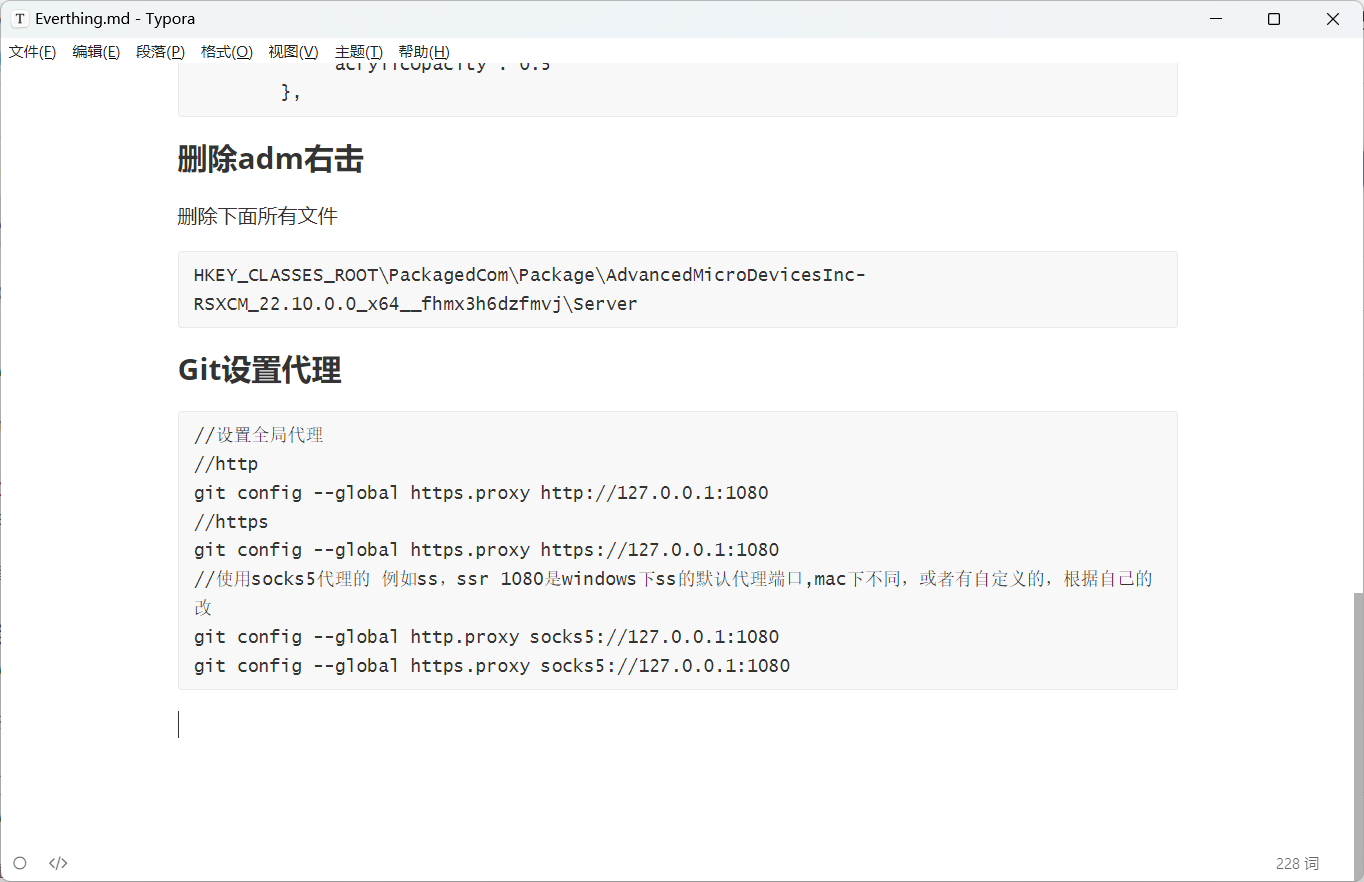 Everthing.md - Typora
文件(F) 编辑(E) 段落(P) 格式(O) 视图(V) 主题(T) 帮助(H)
acrylicOpacity : 0.5
},
删除adm右击
删除下面所有文件
HKEY_CLASSES_ROOT\PackagedCom\Package\AdvancedMicroDevicesInc-
RSXCM_22.10.0.0_x64__fhmx3h6dzfmvj\Server
Git设置代理
//设置全局代理
//http
git config --global https.proxy http://127.0.0.1:1080
//https
git config --global https.proxy https://127.0.0.1:1080
//使用socks5代理的 例如ss，ssr 1080是windows下ss的默认代理端口,mac下不同，或者有自定义的，根据自己的
改
git config --global http.proxy socks5://127.0.0.1:1080
git config --global https.proxy socks5://127.0.0.1:1080
228 词